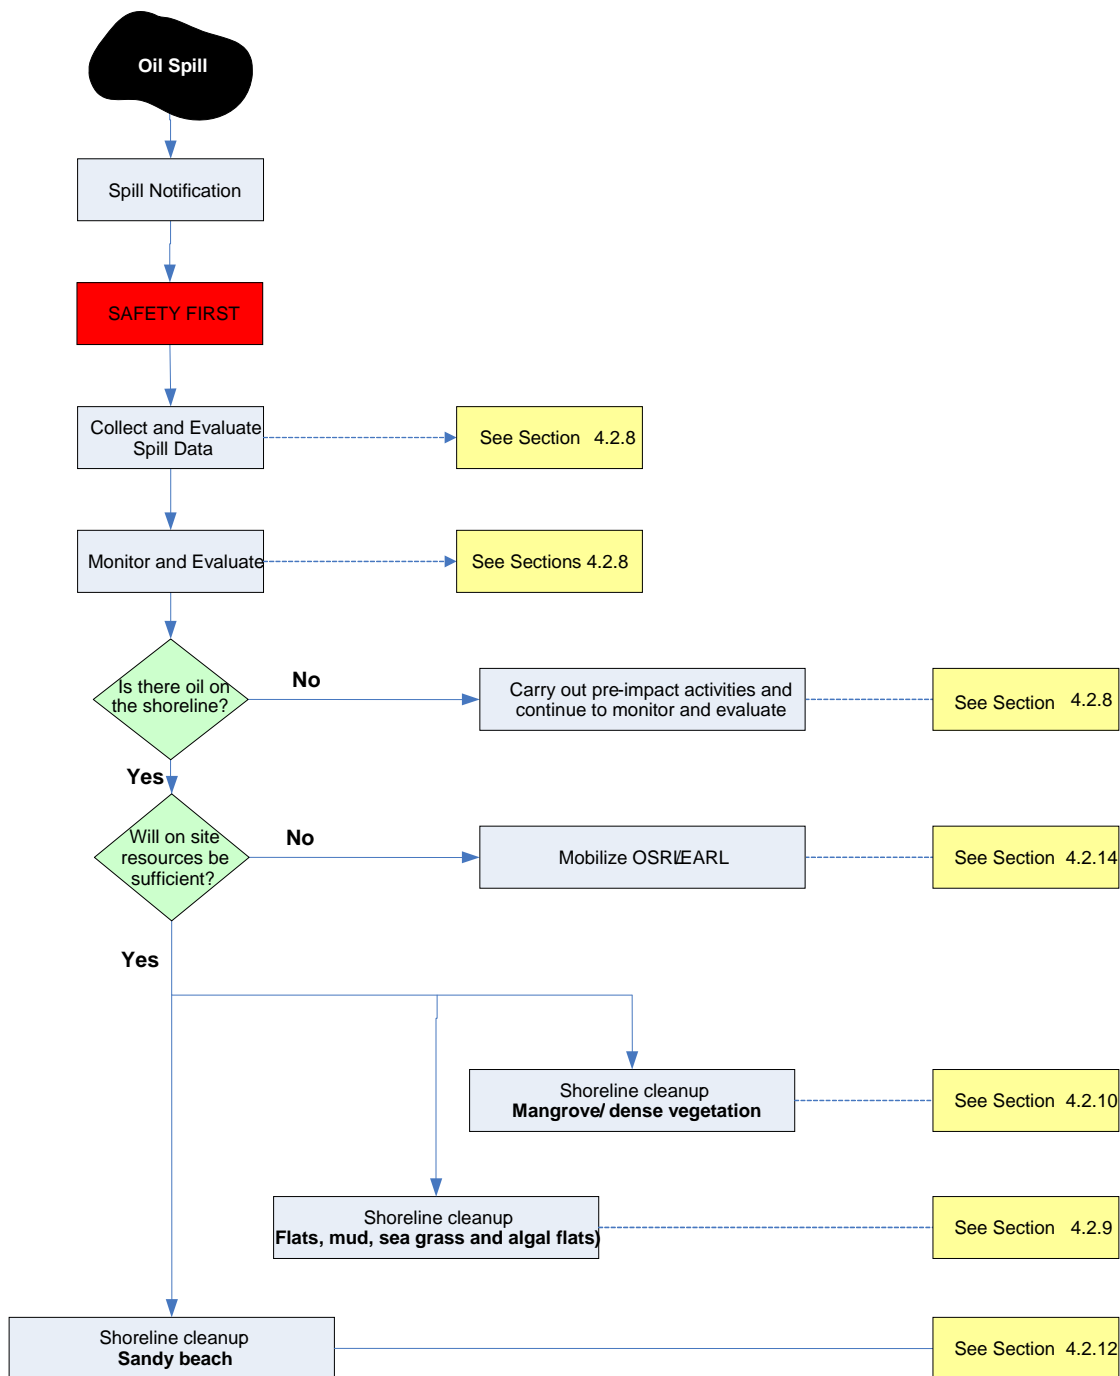 Oil Spill
Spill Notification
SAFETY FIRST
Collect and Evaluate
Spill Data
See Section 4.2.8
Monitor and Evaluate
See Sections 4.2.8
Is there oil on
the shoreline?
No
Carry out pre-impact activities and
continue to monitor and evaluate
See Section 4.2.8
Yes
Will on site
resources be
sufficient?
No
Mobilize OSRL/EARL
See Section 4.2.14
Yes
Shoreline cleanup
Mangrove/ dense vegetation
See Section 4.2.10
Shoreline cleanup
Flats, mud, sea grass and algal flats)
See Section 4.2.9
Shoreline cleanup
Sandy beach
See Section 4.2.12